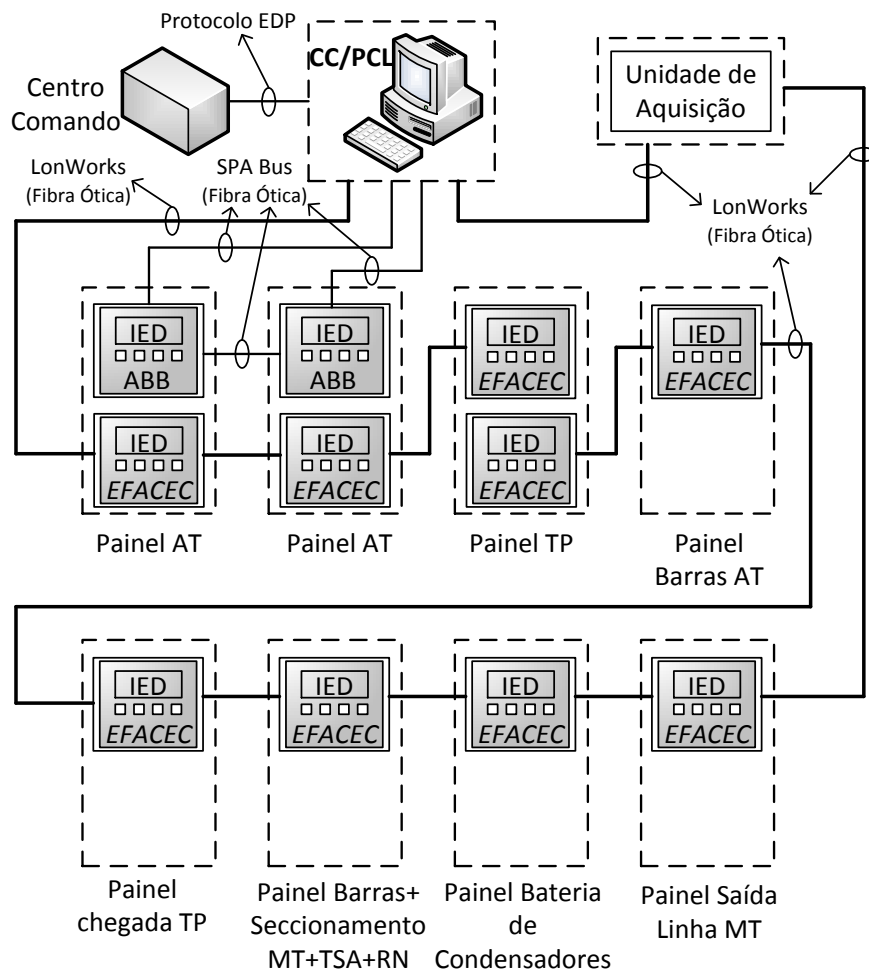 Protocolo EDP
CC/PCL
Centro
Comando
Unidade de
Aquisição
LonWorks
(Fibra Ótica)
SPA Bus
(Fibra Ótica)
LonWorks
(Fibra Ótica)
IED
ABB
IED
ABB
IED
EFACEC
IED
EFACEC
IED
EFACEC
IED
EFACEC
IED
EFACEC
Painel AT
Painel AT
Painel TP
Painel
Barras AT
IED
EFACEC
IED
EFACEC
IED
EFACEC
IED
EFACEC
Painel
chegada TP
Painel Barras+
Seccionamento
MT+TSA+RN
Painel Bateria
de
Condensadores
Painel Saída
Linha MT